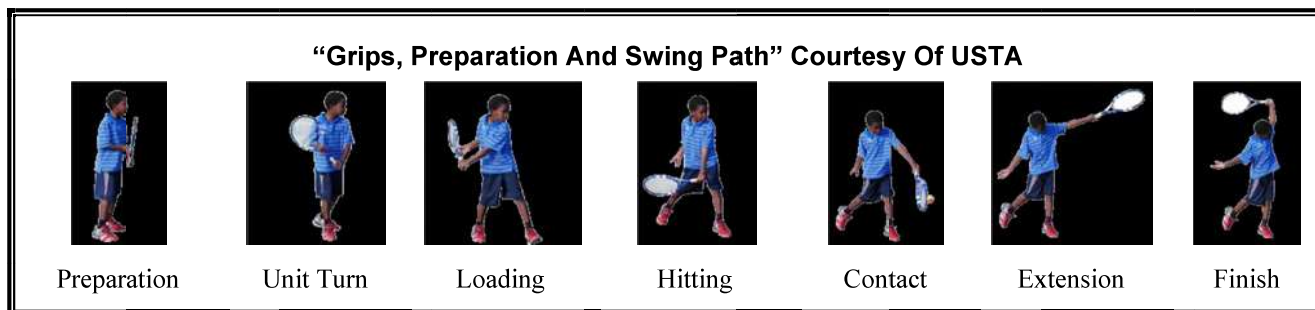 “Grips, Preparation And Swing Path” Courtesy Of USTA
Preparation Unit Turn Loading Hitting Contact Extension Finish